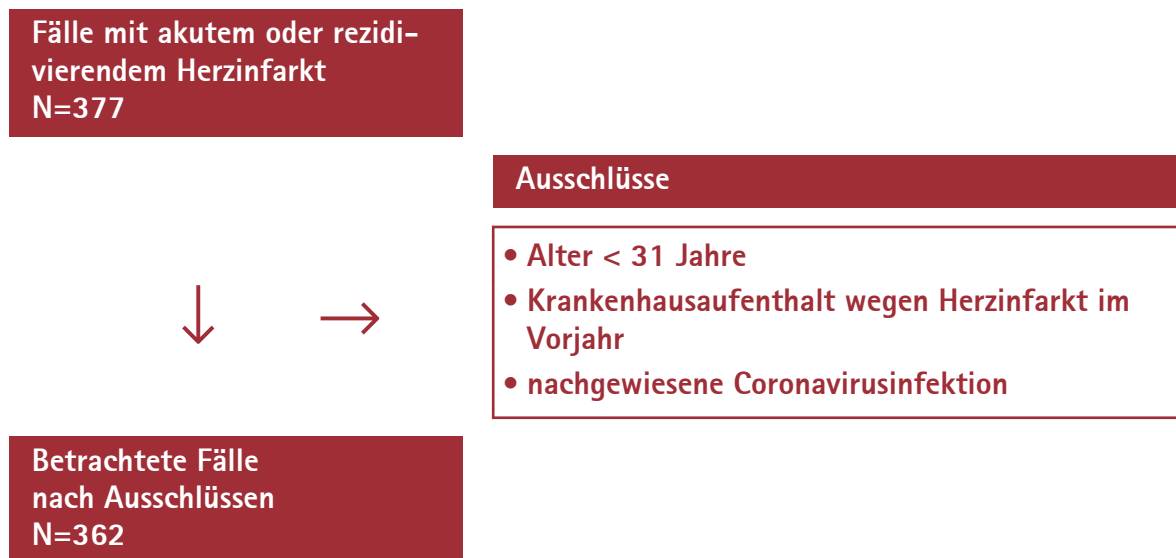 Fälle mit akutem oder rezidi-
vierendem Herzinfarkt
N=377
Ausschlüsse
• Alter < 31 Jahre
• Krankenhausaufenthalt wegen Herzinfarkt im
Vorjahr
• nachgewiesene Coronavirusinfektion
↓ →
Betrachtete Fälle
nach Ausschlüssen
N=362